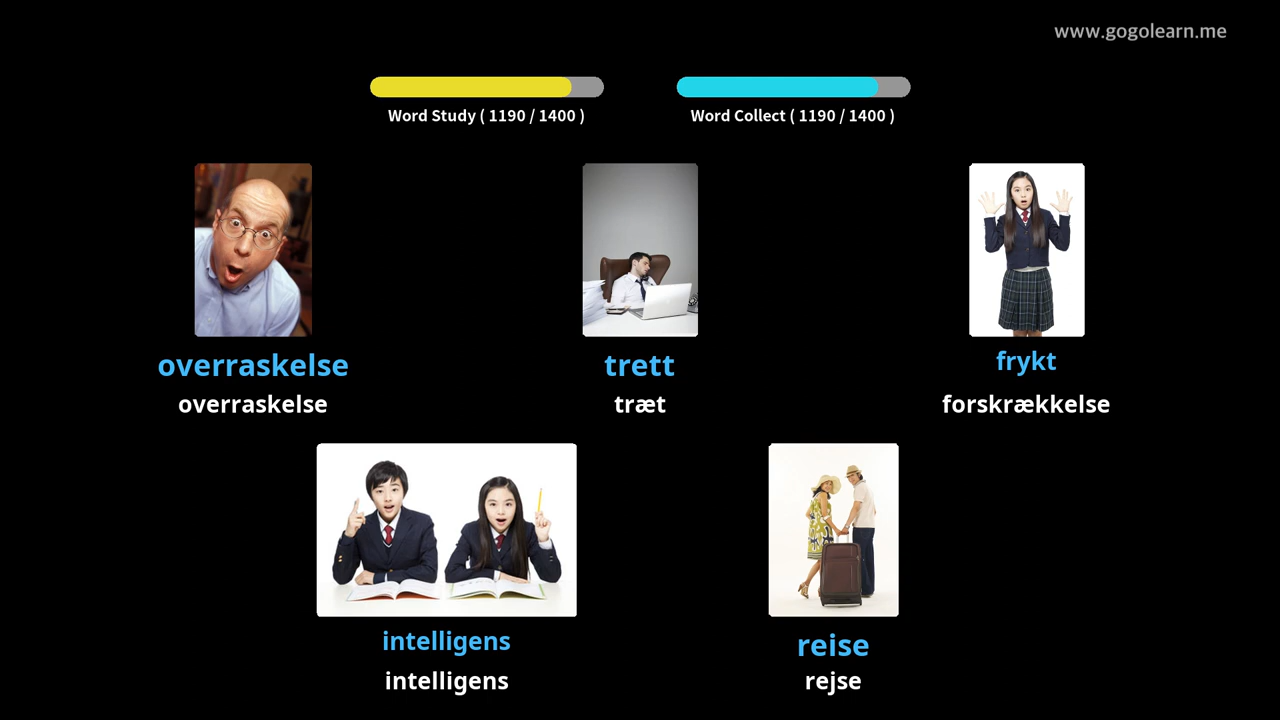 www.gogolearn.me
Word Study ( 1190 / 1400 )
Word Collect ( 1190 / 1400 )
overraskelse
overraskelse
trett
træt
frykt
forskrækkelse
intelligens
intelligens
reise
rejse